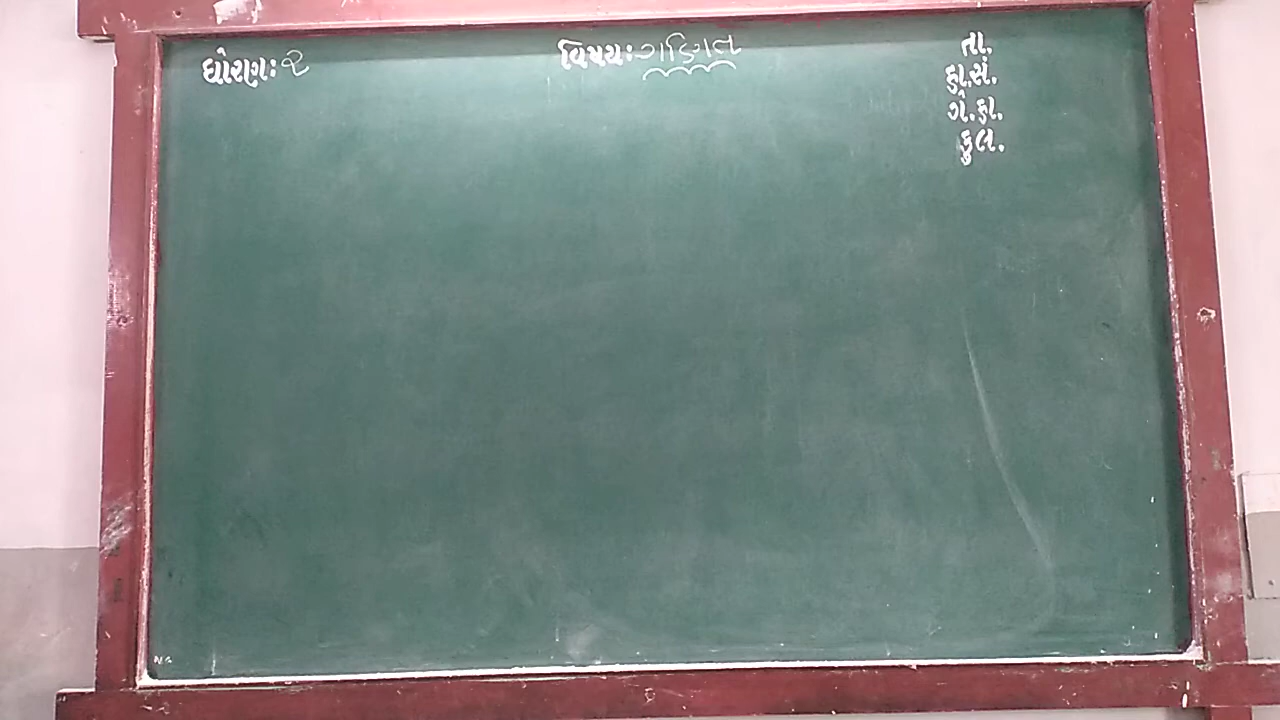 ધોરણ: ૨
વિષય: ગણિત
તા.
હા.સં.
ગે.હા.
કુલ.